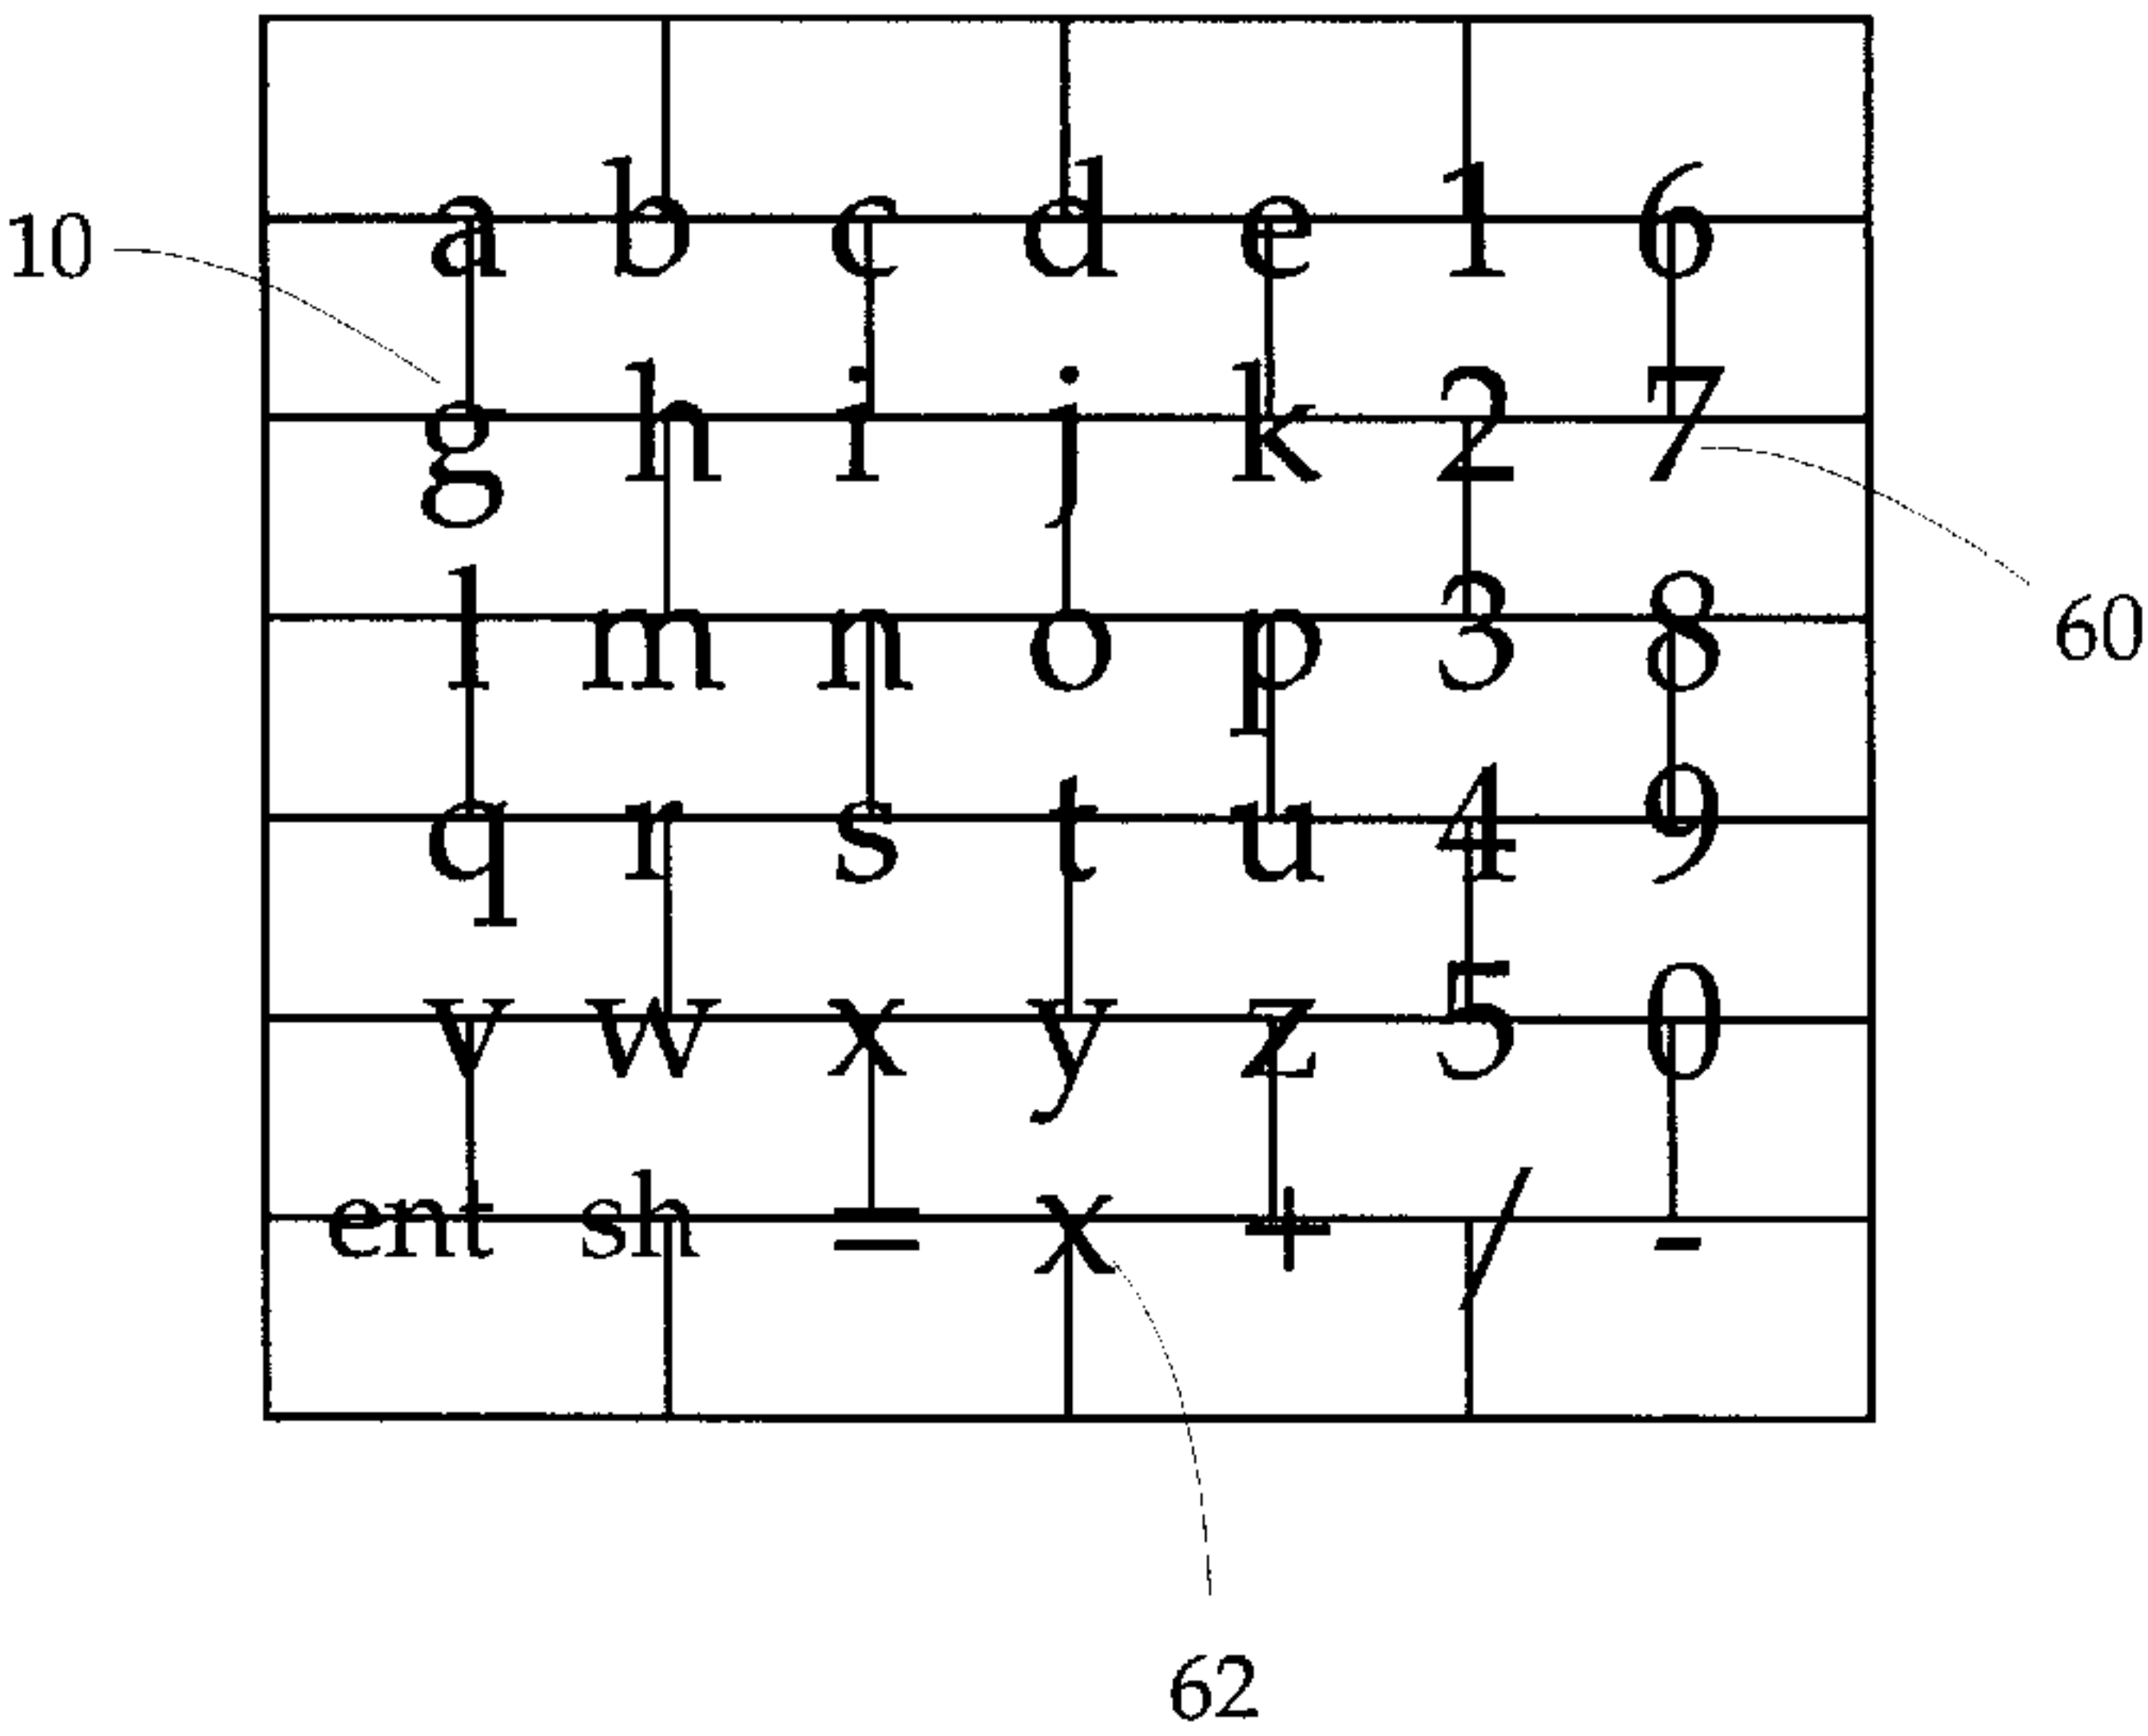 a b c d e 1 6
10
g h i j k 2 7
l m n o p 3 8
60
q r s t u 4 9
v w x y z 5 0
ent sh = x + / -
62